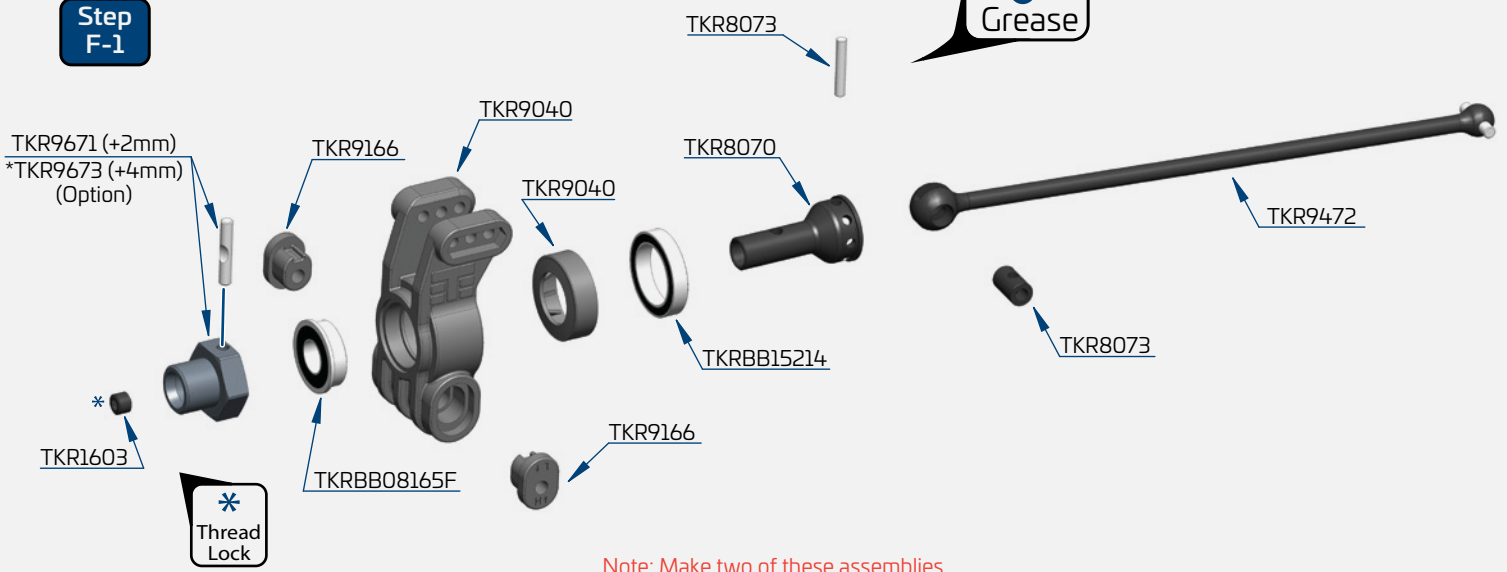 Step
F-1
Grease
TKR8073
TKR9040
TKR9671 (+2mm)
*TKR9673 (+4mm)
(Option)
TKR9166
TKR8070
TKR9040
TKR9472
TKR8073
TKRBB15214
TKR9166
*
TKR1603
TKRBB08165F
*
Thread
Lock
H1
Note: Make two of these assemblies